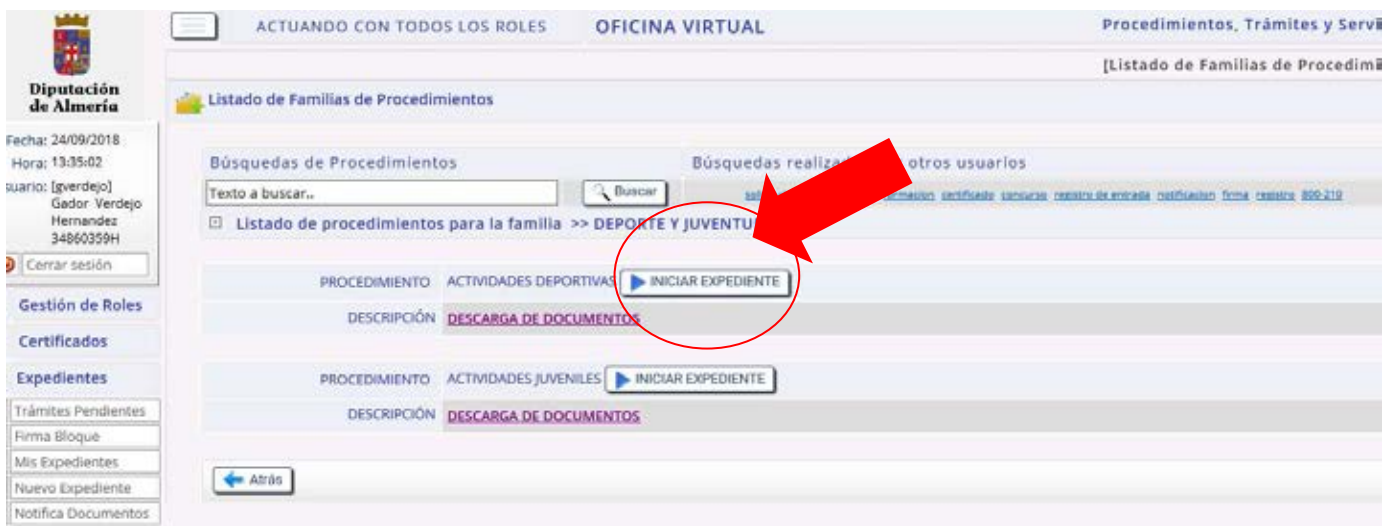 ACTUANDO CON TODOS LOS ROLES OFICINA VIRTUAL Procedimientos, Trámites y Servi
[Listado de Familias de Procedimi
Diputación
de Almería
Listado de Familias de Procedimientos
Fecha: 24/09/2018
Hora: 13:35:02
suario: [gverdejo]
Gador Verdejo
Hernandez
34860359H
Cerrar sesión
Gestión de Roles
Certificados
Expedientes
Trámites Pendientes
Firma Bloque
Mis Expedientes
Nuevo Expediente
Notifica Documentos
Búsquedas de Procedimientos Búsquedas realiza otros usuarios
Texto a buscar.. Buscar certificado registro de entrada notificacion firma registro 800-219
Listado de procedimientos para la familia >> DEPORTE Y JUVENTU
PROCEDIMIENTO ACTIVIDADES DEPORTIVAS INICIAR EXPEDIENTE
DESCRIPCIÓN DESCARGA DE DOCUMENTOS
PROCEDIMIENTO ACTIVIDADES JUVENILES INICIAR EXPEDIENTE
DESCRIPCIÓN DESCARGA DE DOCUMENTOS
Atrás